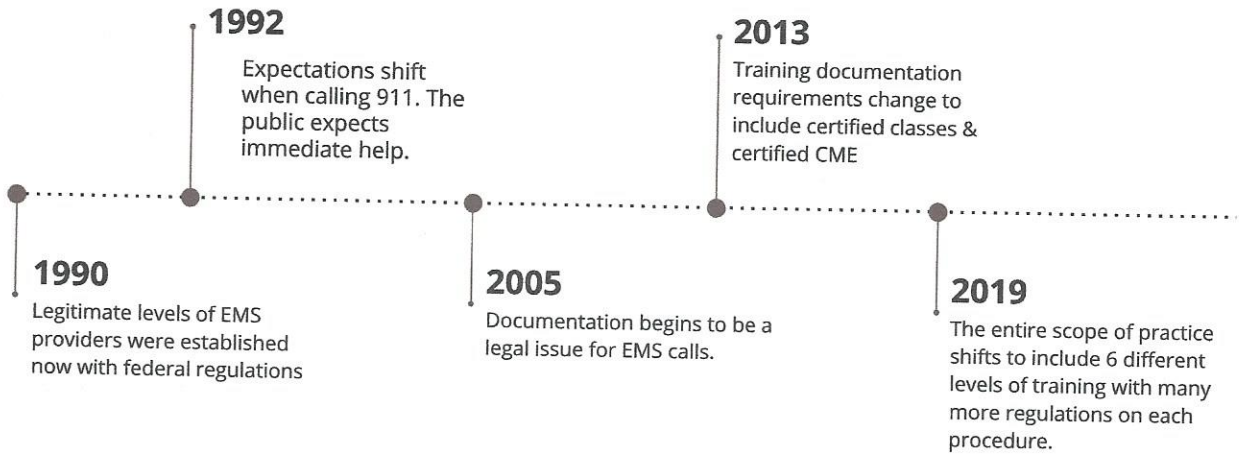 1992
Expectations shift
when calling 911. The
public expects
immediate help.
2013
Training documentation
requirements change to
include certified classes &
certified CME
1990
Legitimate levels of EMS
providers were established
now with federal regulations
2005
Documentation begins to be a
legal issue for EMS calls.
2019
The entire scope of practice
shifts to include 6 different
levels of training with many
more regulations on each
procedure.